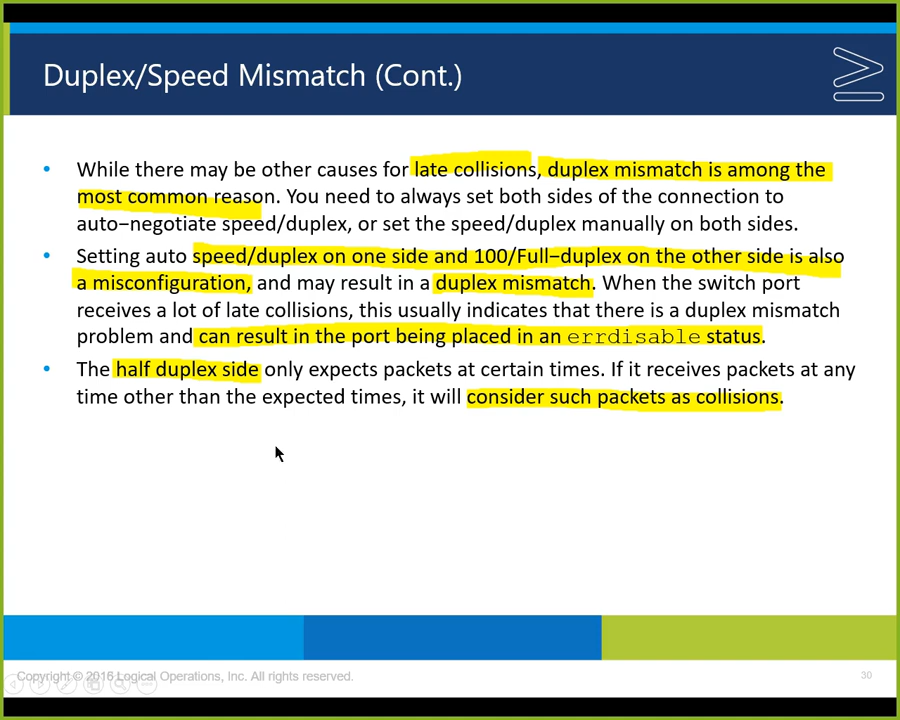 Duplex/Speed Mismatch (Cont.)
• While there may be other causes for late collisions, duplex mismatch is among the
most common reason. You need to always set both sides of the connection to
auto–negotiate speed/duplex, or set the speed/duplex manually on both sides.
• Setting auto speed/duplex on one side and 100/Full–duplex on the other side is also
a misconfiguration, and may result in a duplex mismatch. When the switch port
receives a lot of late collisions, this usually indicates that there is a duplex mismatch
problem and can result in the port being placed in an errdisable status.
• The half duplex side only expects packets at certain times. If it receives packets at any
time other than the expected times, it will consider such packets as collisions.
Copyright © 2016 Logical Operations, Inc. All rights reserved.
30